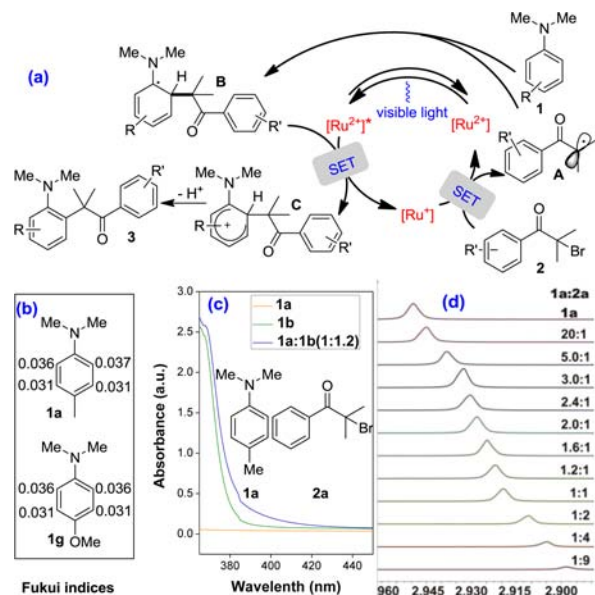 (a)
Me N Me
H
B
R
O
R'
Me N Me
R
1
[Ru2+]*
visible light
[Ru2+]
SET
R'
O
A
Me N Me
R
O
R'
3
- H+
Me N Me
H
R
+
O
R'
C
[Ru+]
SET
R'
O
Br
2
(b)
Me N Me
0.036 0.037
0.031 0.031
1a
Me N Me
0.036 0.036
0.031 0.031
1g OMe
Fukui indices
(c)
1a
1b
1a:1b(1:1.2)
Me N Me
Me
1a
O
Me
Br
Me
2a
Absorbance (a.u.)
3.0
2.5
2.0
1.5
1.0
0.5
0.0
380 400 420 440
Wavelenth (nm)
(d)
1a:2a
1a
20:1
5.0:1
3.0:1
2.4:1
2.0:1
1.6:1
1.2:1
1:1
1:2
1:4
1:9
960 2.945 2.930 2.915 2.900